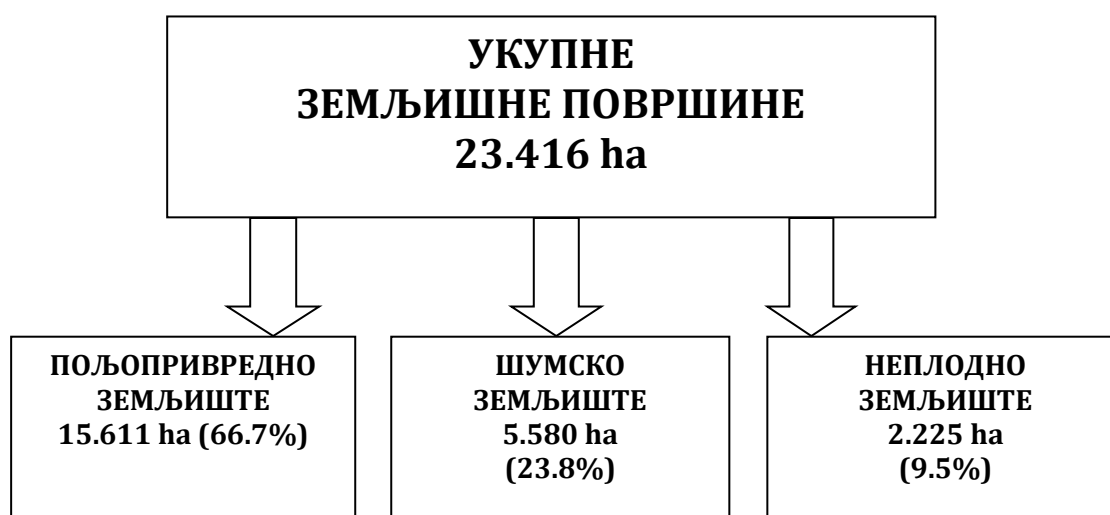 УКУПНЕ
ЗЕМЉИШНЕ ПОВРШИНЕ
23.416 ha
ПОЉОПРИВРЕДНО
ЗЕМЉИШТЕ
15.611 ha (66.7%)
ШУМСКО
ЗЕМЉИШТЕ
5.580 ha
(23.8%)
НЕПЛОДНО
ЗЕМЉИШТЕ
2.225 ha
(9.5%)